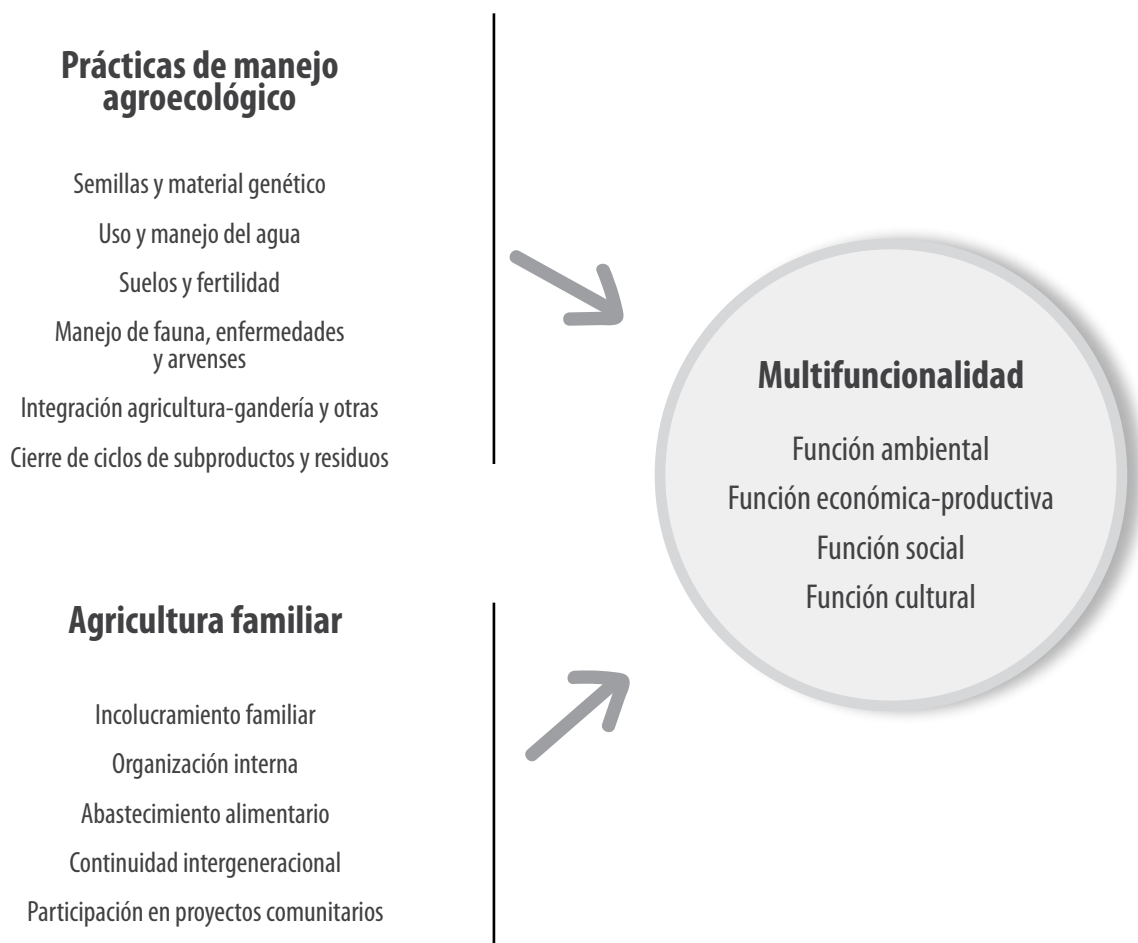 Prácticas de manejo
agroecológico
Semillas y material genético
Uso y manejo del agua
Suelos y fertilidad
Manejo de fauna, enfermedades
y arvenses
Integración agricultura-gandería y otras
Cierre de ciclos de subproductos y residuos
Agricultura familiar
Incolucramiento familiar
Organización interna
Abastecimiento alimentario
Continuidad intergeneracional
Participación en proyectos comunitarios
Multifuncionalidad
Función ambiental
Función económica-productiva
Función social
Función cultural